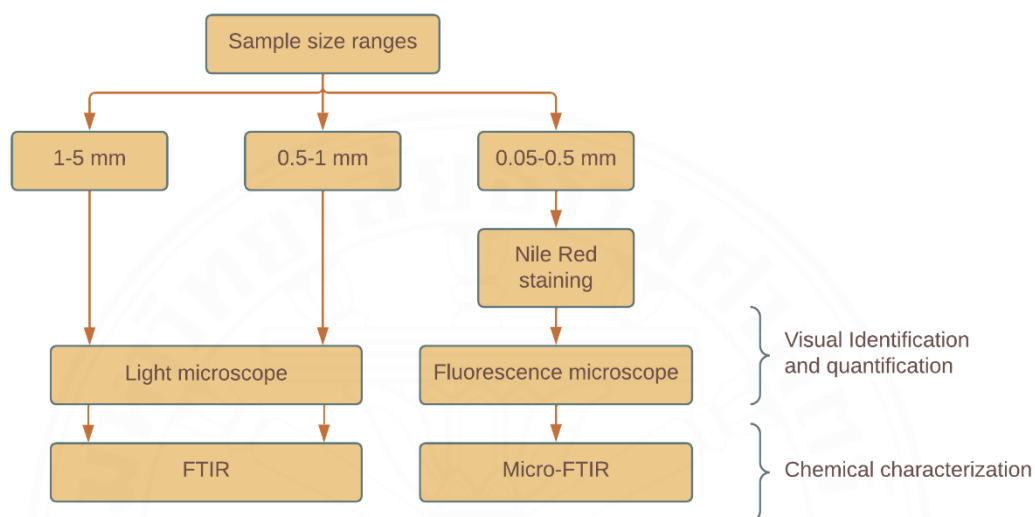 Sample size ranges
1-5 mm
0.5-1 mm
0.05-0.5 mm
Nile Red
staining
Light microscope
Fluorescence microscope
Visual Identification
and quantification
FTIR
Micro-FTIR
Chemical characterization